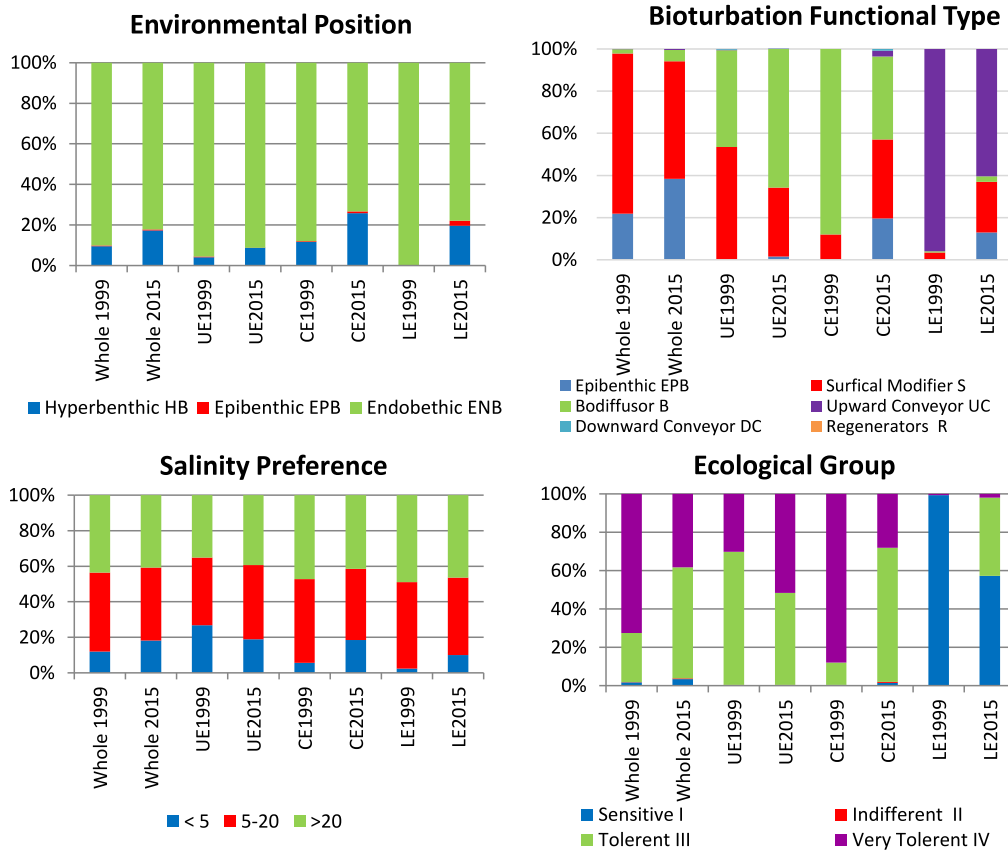 Environmental Position
100%
80%
60%
40%
20%
0%
Whole 1999
Whole 2015
UE1999
UE2015
CE1999
CE2015
LE1999
LE2015
Hyperbenthic HB Epibenthic EPB Endobethic ENB
Bioturbation Functional Type
100%
80%
60%
40%
20%
0%
Whole 1999
Whole 2015
UE1999
UE2015
CE1999
CE2015
LE1999
LE2015
Epibenthic EPB Surfical Modifier S
Bodiffusor B Upward Conveyor UC
Downward Conveyor DC Regenerators R
Salinity Preference
100%
80%
60%
40%
20%
0%
Whole 1999
Whole 2015
UE1999
UE2015
CE1999
CE2015
LE1999
LE2015
< 5 5-20 >20
Ecological Group
100%
80%
60%
40%
20%
0%
Whole 1999
Whole 2015
UE1999
UE2015
CE1999
CE2015
LE1999
LE2015
Sensitive I Indifferent II
Tolerent III Very Tolerent IV